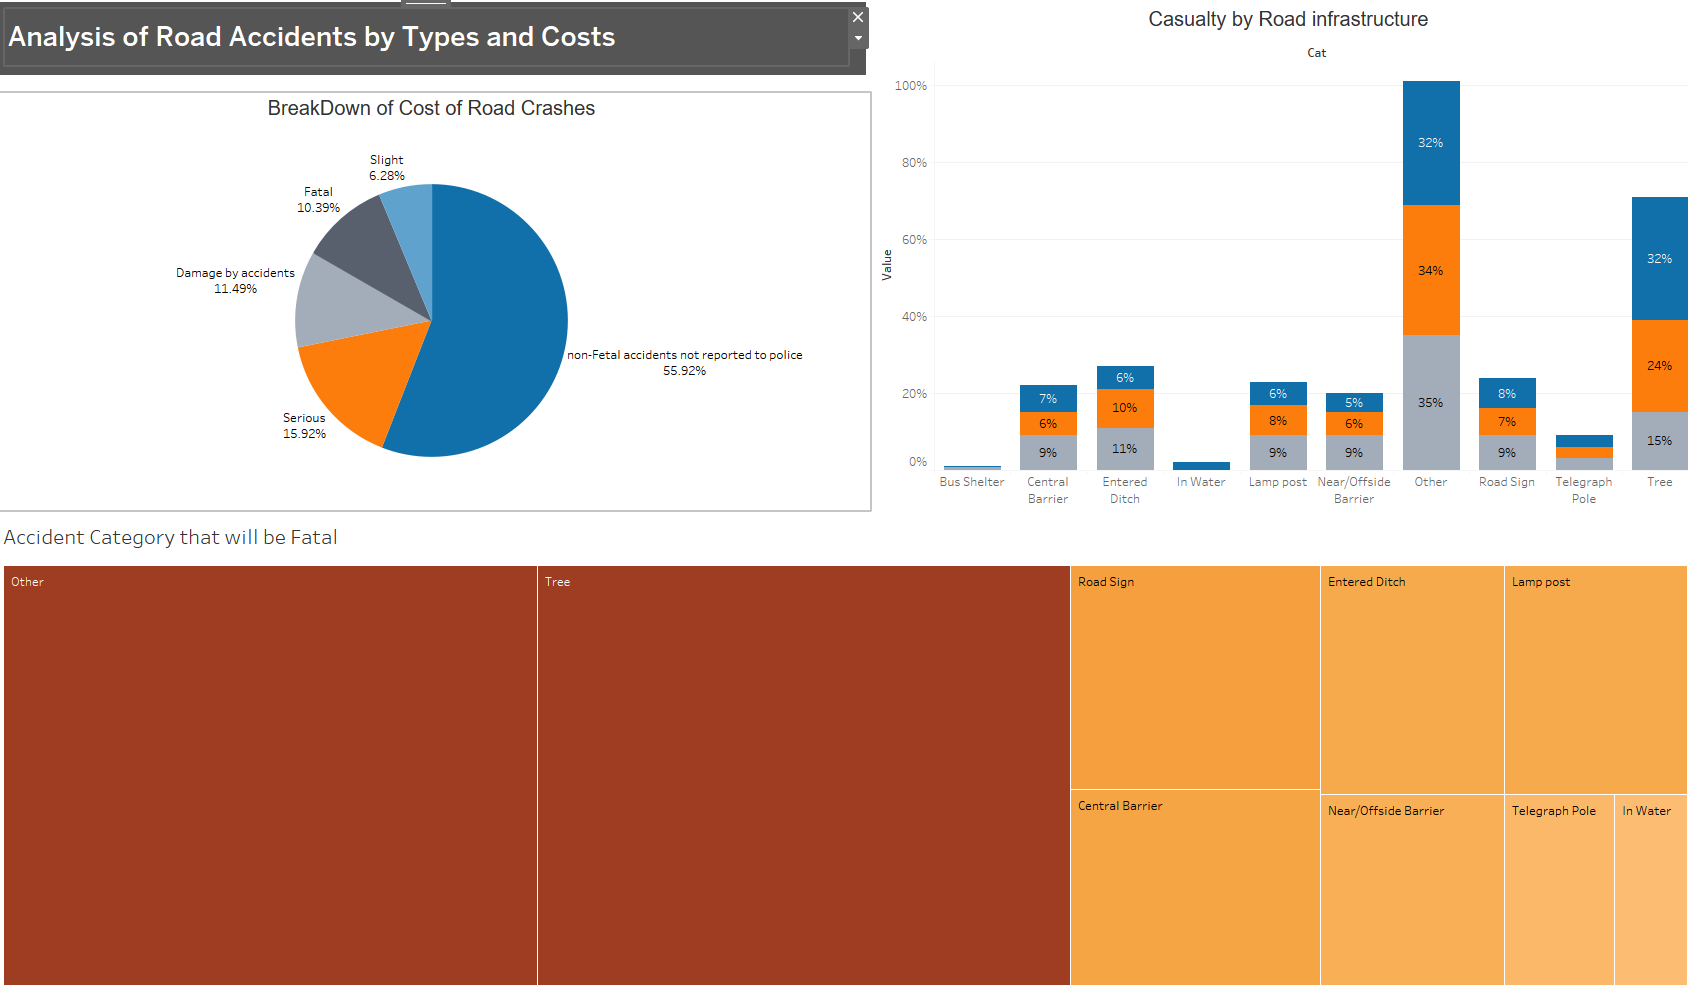 Analysis of Road Accidents by Types and Costs
BreakDown of Cost of Road Crashes
Slight
6.28%
Fatal
10.39%
Damage by accidents
11.49%
non-Fetal accidents not reported to police
55.92%
Serious
15.92%
Casualty by Road infrastructure
Cat
Value
100%
80%
60%
40%
20%
0%
7%
6%
9%
6%
10%
11%
6%
8%
9%
5%
6%
9%
32%
34%
35%
8%
7%
9%
32%
24%
15%
Bus Shelter
Central
Barrier
Entered
Ditch
In Water
Lamp post
Near/Offside
Barrier
Other
Road Sign
Telegraph
Pole
Tree
Accident Category that will be Fatal
Other
Tree
Road Sign
Entered Ditch
Lamp post
Central Barrier
Near/Offside Barrier
Telegraph Pole
In Water